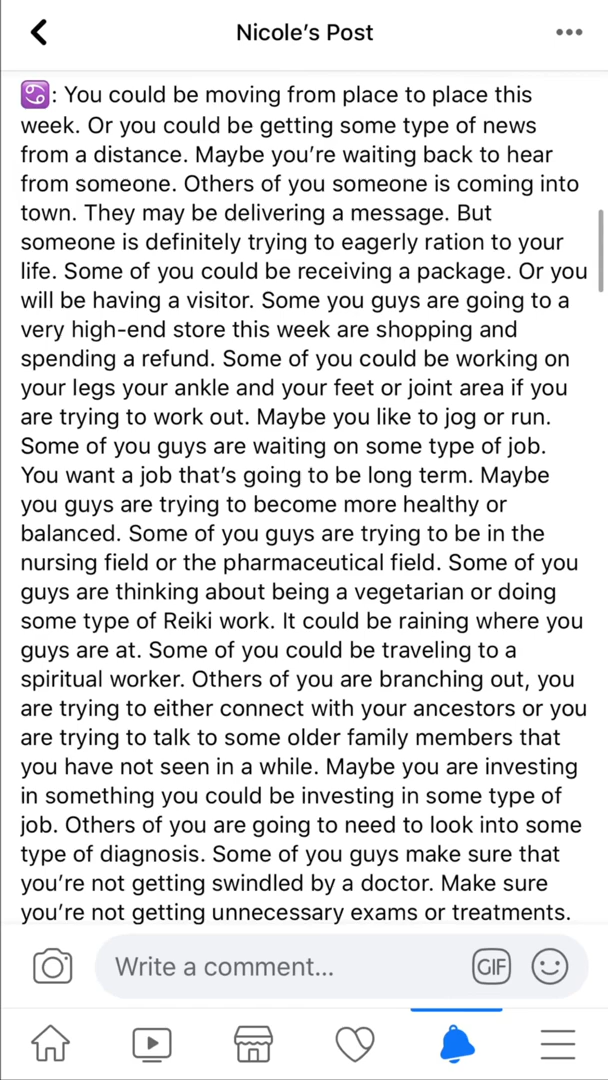 Nicole's Post
♋: You could be moving from place to place this
week. Or you could be getting some type of news
from a distance. Maybe you're waiting back to hear
from someone. Others of you someone is coming into
town. They may be delivering a message. But
someone is definitely trying to eagerly ration to your
life. Some of you could be receiving a package. Or you
will be having a visitor. Some you guys are going to a
very high-end store this week are shopping and
spending a refund. Some of you could be working on
your legs your ankle and your feet or joint area if you
are trying to work out. Maybe you like to jog or run.
Some of you guys are waiting on some type of job.
You want a job that's going to be long term. Maybe
you guys are trying to become more healthy or
balanced. Some of you guys are trying to be in the
nursing field or the pharmaceutical field. Some of you
guys are thinking about being a vegetarian or doing
some type of Reiki work. It could be raining where you
guys are at. Some of you could be traveling to a
spiritual worker. Others of you are branching out, you
are trying to either connect with your ancestors or you
are trying to talk to some older family members that
you have not seen in a while. Maybe you are investing
in something you could be investing in some type of
job. Others of you are going to need to look into some
type of diagnosis. Some of you guys make sure that
you're not getting swindled by a doctor. Make sure
you're not getting unnecessary exams or treatments.
Write a comment...
GIF